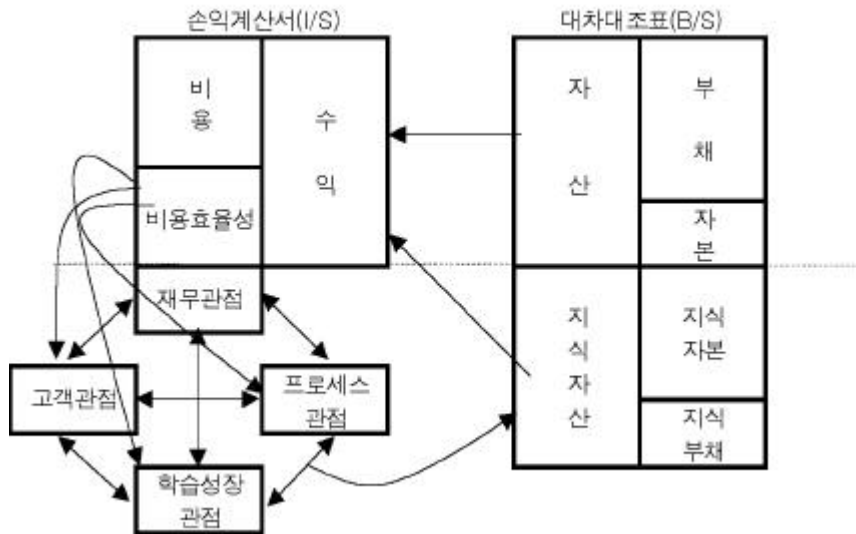 손익계산서(I/S)
대차대조표(B/S)
비
용
수
익
자
산
부
채
비용효율성
자
본
재무관점
지
식
자
산
지식
자본
고객관점
프로세스
관점
지식
부채
학습성장
관점